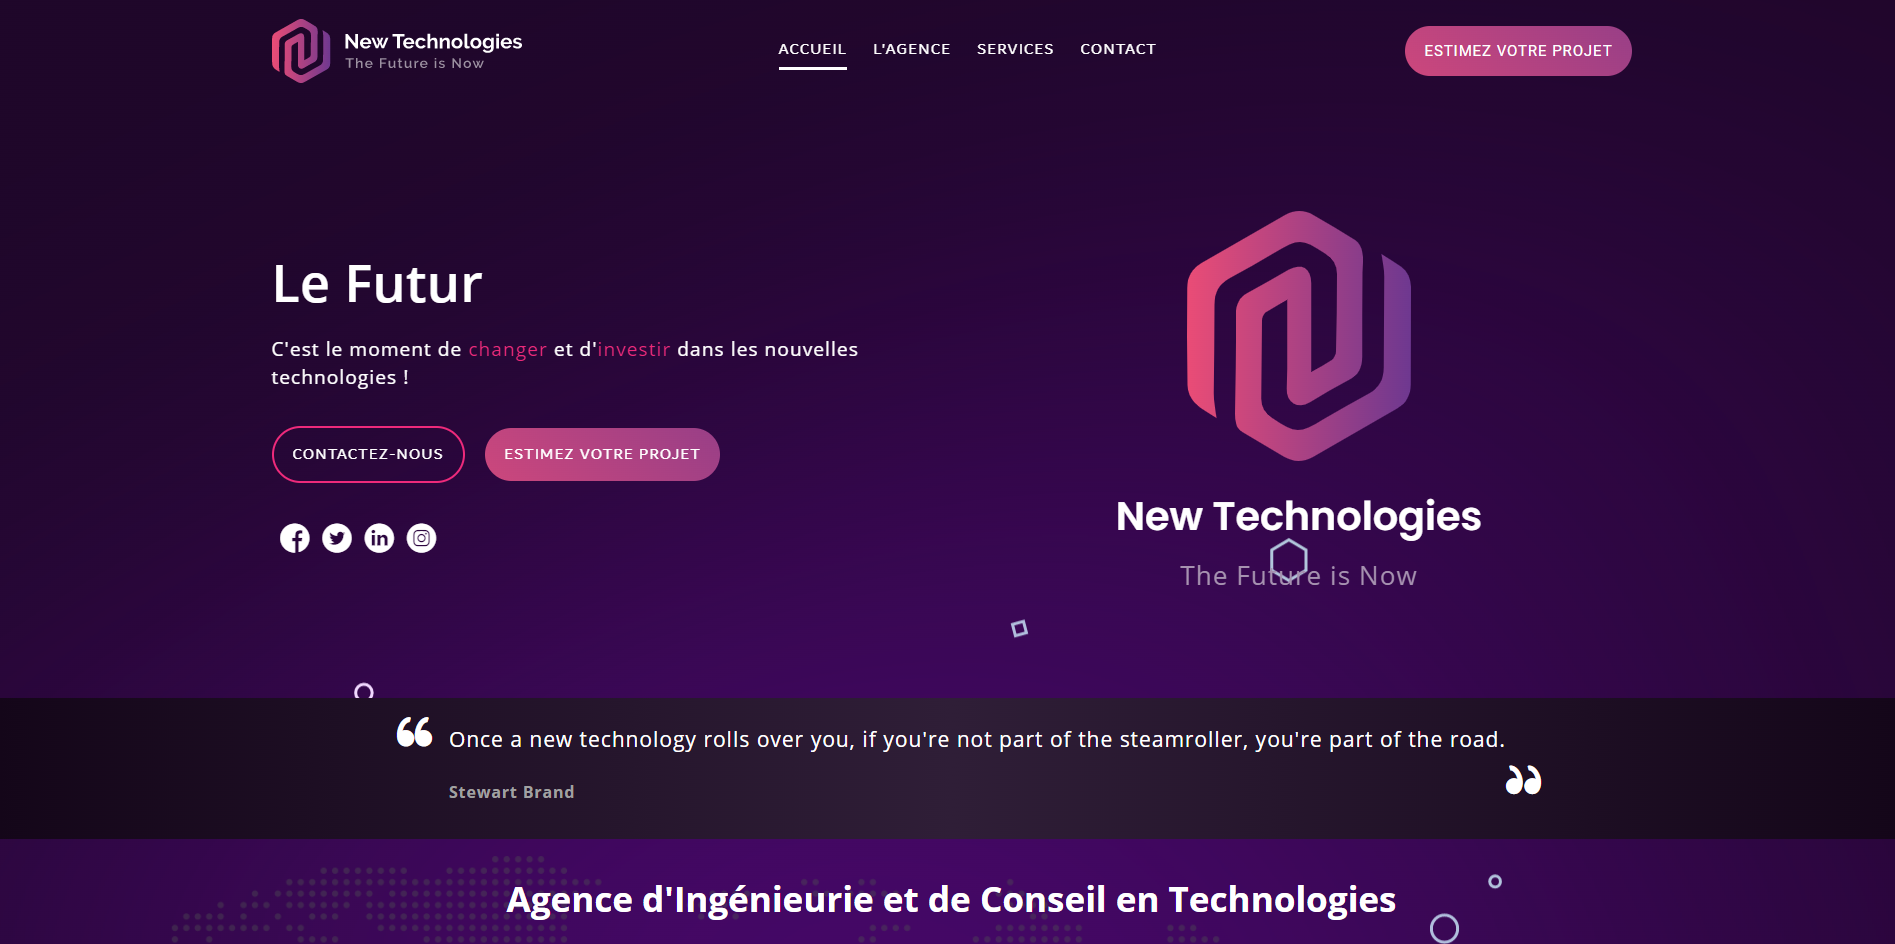 New Technologies
The Future is Now
ACCUEIL
L'AGENCE
SERVICES
CONTACT
ESTIMEZ VOTRE PROJET
Le Futur
C'est le moment de changer et d'investir dans les nouvelles
technologies !
CONTACTEZ-NOUS
ESTIMEZ VOTRE PROJET
New Technologies
The Future is Now
Once a new technology rolls over you, if you're not part of the steamroller, you're part of the road.
Stewart Brand
Agence d'Ingénieurie et de Conseil en Technologies